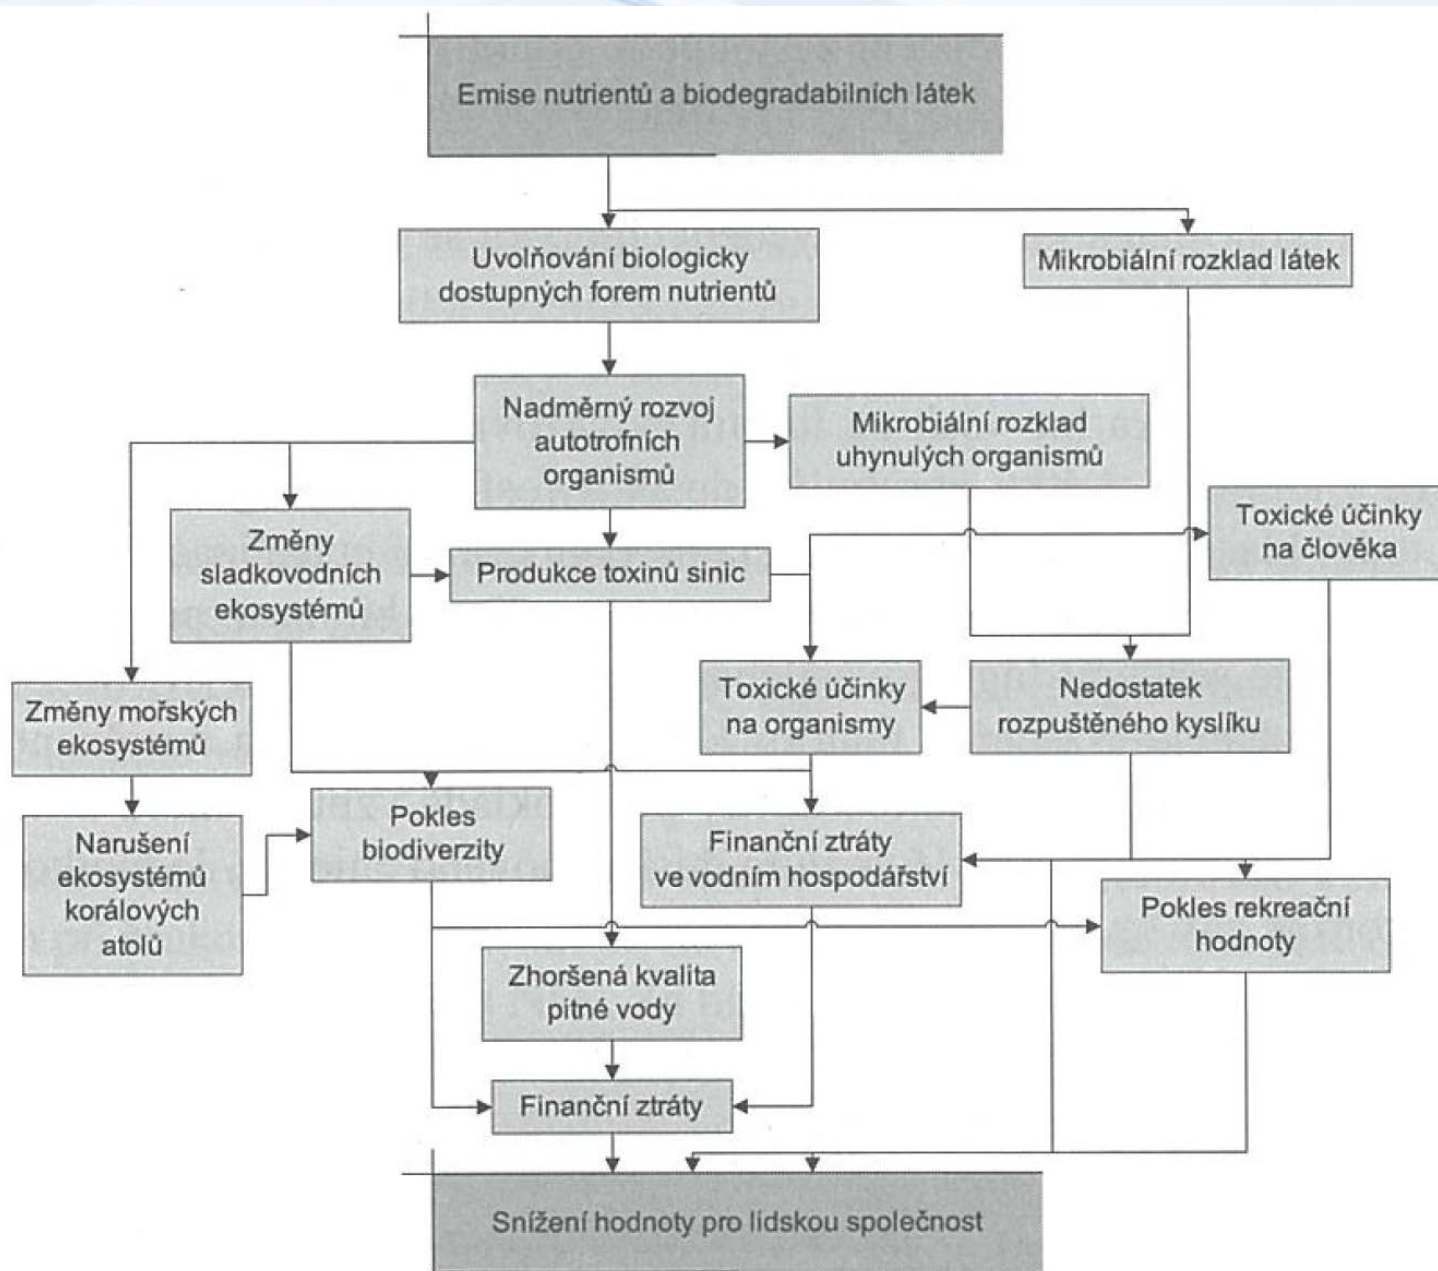 Emise nutrientů a biodegradabilních látek
Uvolňování biologicky
dostupných forem nutrientů
Mikrobiální rozklad látek
Nadměrný rozvoj
autotrofních
organismů
Mikrobiální rozklad
uhynulých organismů
Toxické účinky
na člověka
Změny
sladkovodních
ekosystémů
Produkce toxinů sinic
Změny mořských
ekosystémů
Toxické účinky
na organismy
Nedostatek
rozpuštěného kyslíku
Narušení
ekosystémů
korálových
atolů
Pokles
biodiverzity
Finanční ztráty
ve vodním hospodářství
Pokles rekreační
hodnoty
Zhoršená kvalita
pitné vody
Finanční ztráty
Snížení hodnoty pro lidskou společnost